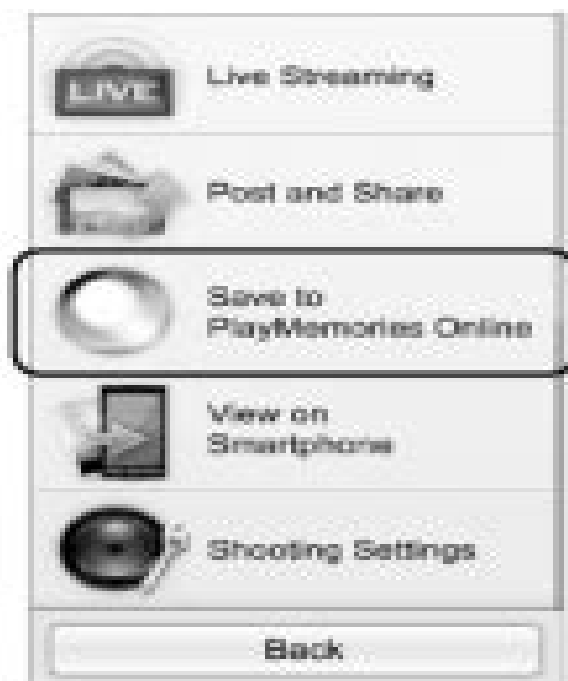 LIVE
Live Streaming
Post and Share
Save to
PlayMemories Online
View on
Smartphone
Shooting Settings
Back